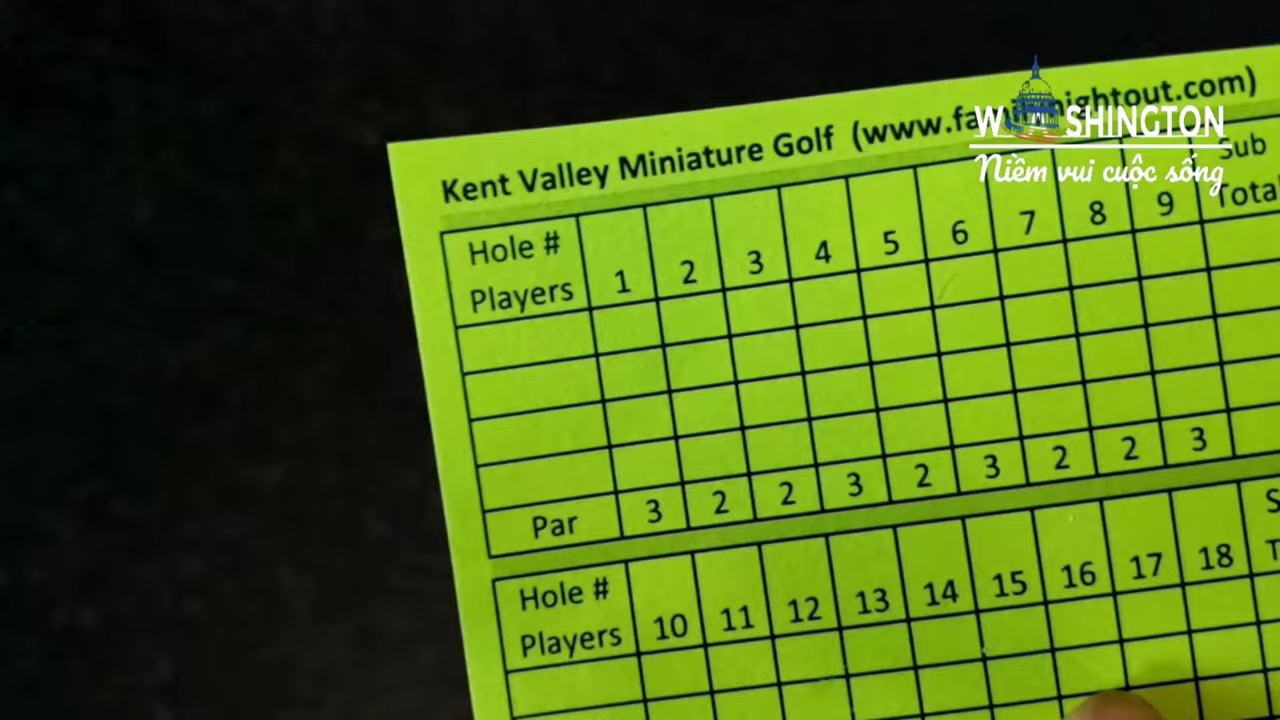 Kent Valley Miniature Golf (www.fa nightout.com)
WASHINGTON
Niềm vui cuộc sống
Hole # 1 2 3 4 5 6 7 8 9 Sub
Players Total
Par 3 2 2 3 2 3 2 2 3
Hole # 10 11 12 13 14 15 16 17 18
Players